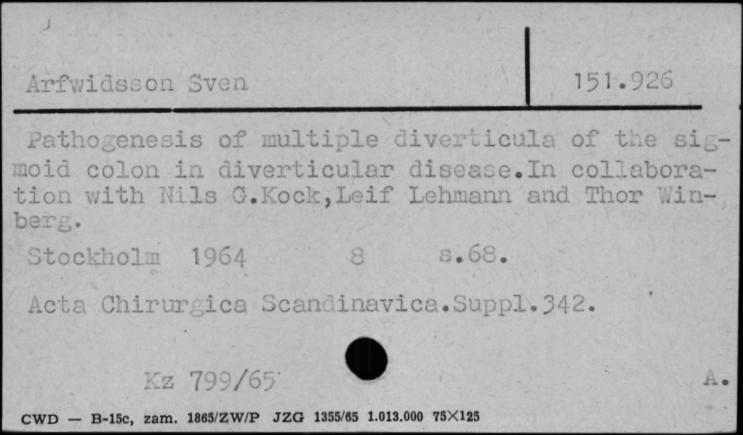 Arfwidsson Sven 151.926
Pathogenesis of multiple diverticula of the sig-
moid colon in diverticular disease.In collabora-
tion with Nils G.Kock,Leif Lehmann and Thor Win-
berg.
Stockholm 1964 8 s.68.
Acta Chirurgica Scandinavica.Suppl.342.
Kz 799/65 A.
CWD — B-15c, zam. 1865/ZW/P JZG 1355/65 1.013.000 75×125